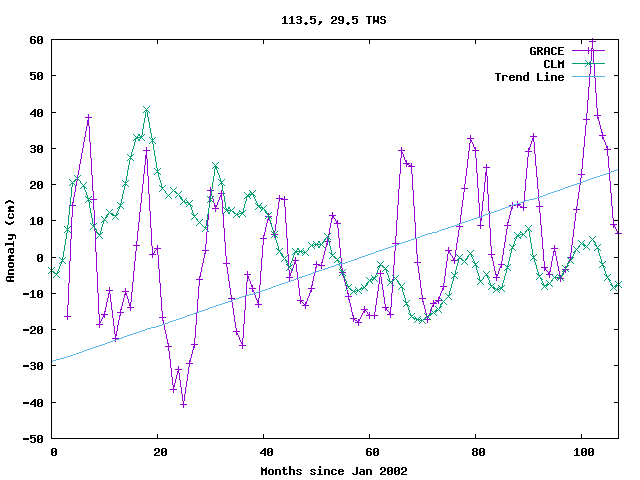 113.5, 29.5 TWS
GRACE
CLM
Trend Line
60
50
40
30
20
10
0
-10
-20
-30
-40
-50
Anomaly (cm)
0 20 40 60 80 100
Months since Jan 2002